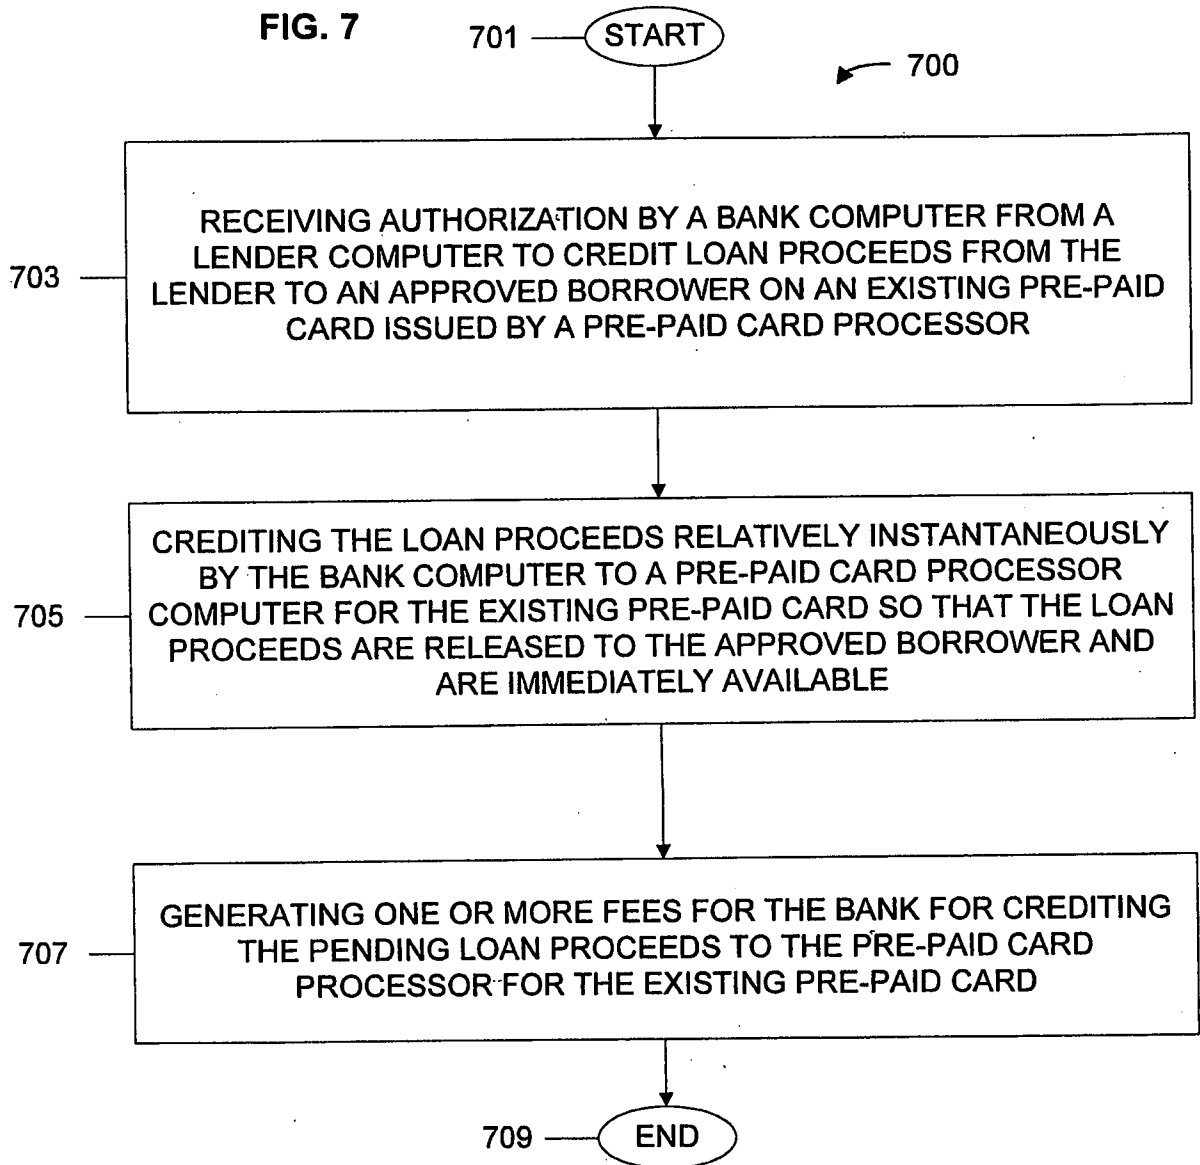 FIG. 7
701
START
700
703
RECEIVING AUTHORIZATION BY A BANK COMPUTER FROM A
LENDER COMPUTER TO CREDIT LOAN PROCEEDS FROM THE
LENDER TO AN APPROVED BORROWER ON AN EXISTING PRE-PAID
CARD ISSUED BY A PRE-PAID CARD PROCESSOR
705
CREDITING THE LOAN PROCEEDS RELATIVELY INSTANTANEOUSLY
BY THE BANK COMPUTER TO A PRE-PAID CARD PROCESSOR
COMPUTER FOR THE EXISTING PRE-PAID CARD SO THAT THE LOAN
PROCEEDS ARE RELEASED TO THE APPROVED BORROWER AND
ARE IMMEDIATELY AVAILABLE
707
GENERATING ONE OR MORE FEES FOR THE BANK FOR CREDITING
THE PENDING LOAN PROCEEDS TO THE PRE-PAID CARD
PROCESSOR FOR THE EXISTING PRE-PAID CARD
709
END